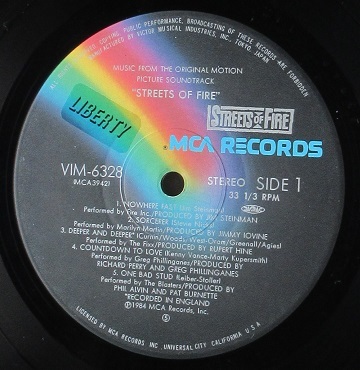 UNAUTHORIZED COPYING, PUBLIC PERFORMANCE, BROADCASTING OF THESE RECORDS ARE FORBIDDEN
MANUFACTURED BY VICTOR MUSICAL INDUSTRIES, INC. TOKYO, JAPAN
MUSIC FROM THE ORIGINAL MOTION
PICTURE SOUNDTRACK
"STREETS OF FIRE"
STREETS OF FIRE
LIBERTY
MCA RECORDS
VIM-6328
(MCA39421)
STEREO SIDE 1
33 1/3 RPM
1. NOWHERE FAST (Jim Steinman)
Performed by Fire Inc./PRODUCED BY JIM STEINMAN
2. SORCERER (Stevie Nicks)
Performed by Marilyn Martin/PRODUCED by JIMMY IOVINE
3. DEEPER AND DEEPER (Curnin/Woods/West-Oram/Greenall/Agies)
Performed by The Fixx/PRODUCED by RUPERT HINE
4. COUNTDOWN TO LOVE (Kenny Vance-Marty Kupersmith)
Performed by Greg Phillinganes/PRODUCED BY
RICHARD PERRY AND GREG PHILLINGANES
5. ONE BAD STUD (Leiber-Stoller)
Performed by The Blasters/PRODUCED BY
PHIL ALVIN AND PAT BURNETTE
*RECORDED IN ENGLAND
℗1984 MCA Records, Inc.
S
LICENSED BY MCA RECORDS INC. UNIVERSAL CITY, CALIFORNIA U.S.A